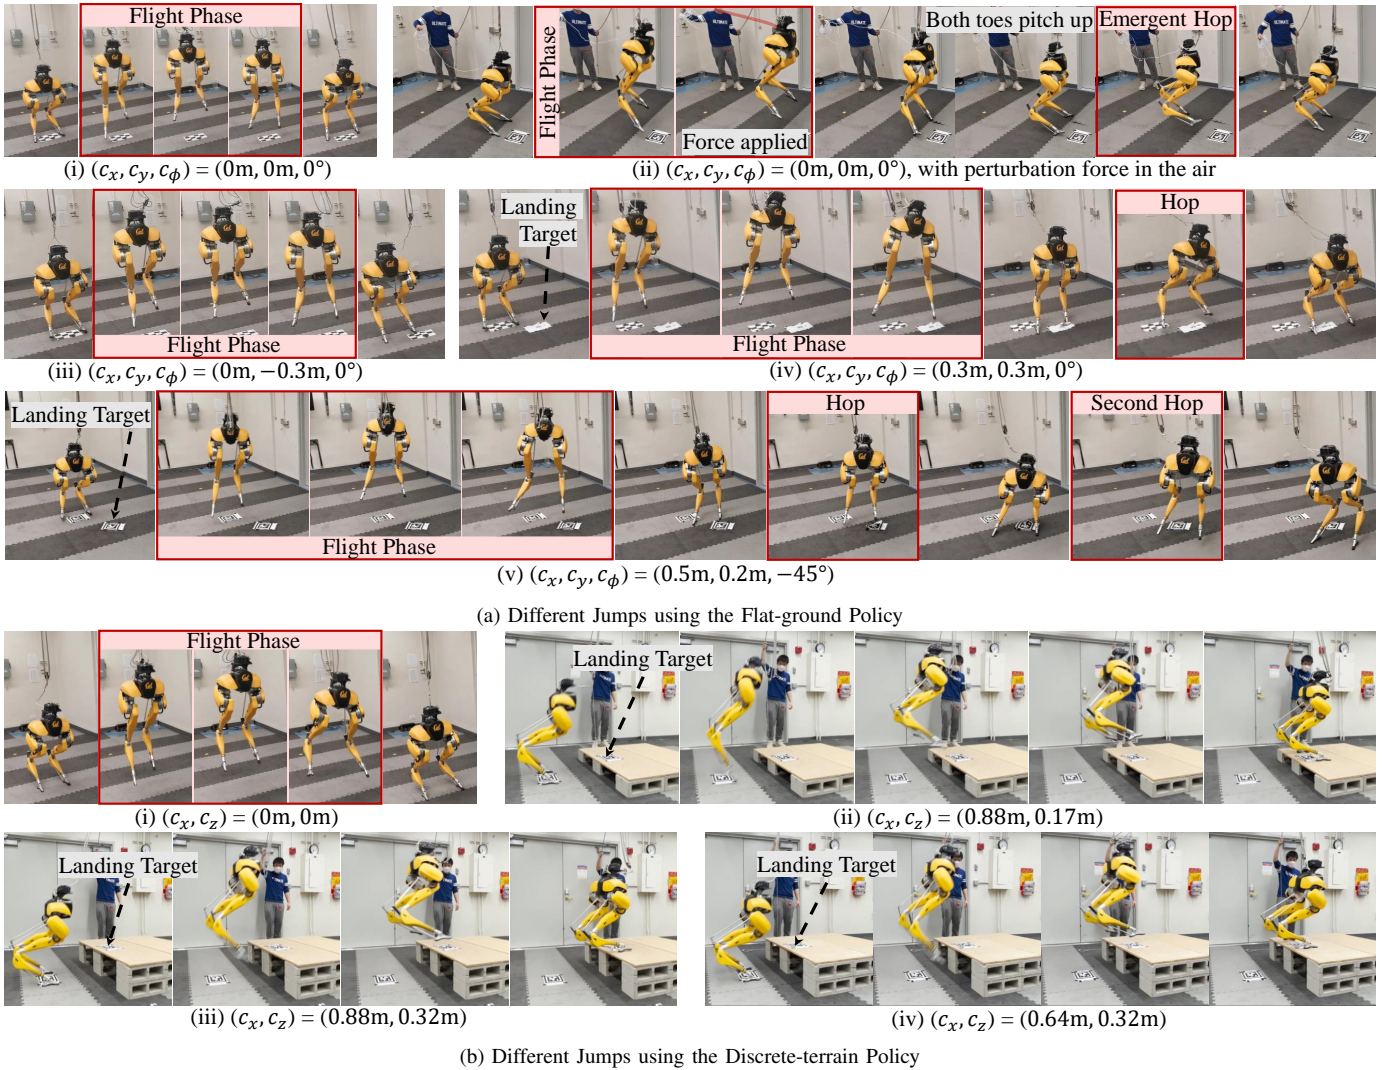 Flight Phase
(i) (c_x, c_y, c_ϕ) = (0m, 0m, 0°)
Flight Phase
Force applied
Both toes pitch up
Emergent Hop
ULTIMATE
(ii) (c_x, c_y, c_ϕ) = (0m, 0m, 0°), with perturbation force in the air
Flight Phase
(iii) (c_x, c_y, c_ϕ) = (0m, −0.3m, 0°)
Landing
Target
Flight Phase
Hop
(iv) (c_x, c_y, c_ϕ) = (0.3m, 0.3m, 0°)
Landing Target
Flight Phase
Hop
Second Hop
(v) (c_x, c_y, c_ϕ) = (0.5m, 0.2m, −45°)
(a) Different Jumps using the Flat-ground Policy
Flight Phase
Cal
(i) (c_x, c_z) = (0m, 0m)
Landing Target
(ii) (c_x, c_z) = (0.88m, 0.17m)
Landing Target
(iii) (c_x, c_z) = (0.88m, 0.32m)
Landing Target
(iv) (c_x, c_z) = (0.64m, 0.32m)
(b) Different Jumps using the Discrete-terrain Policy